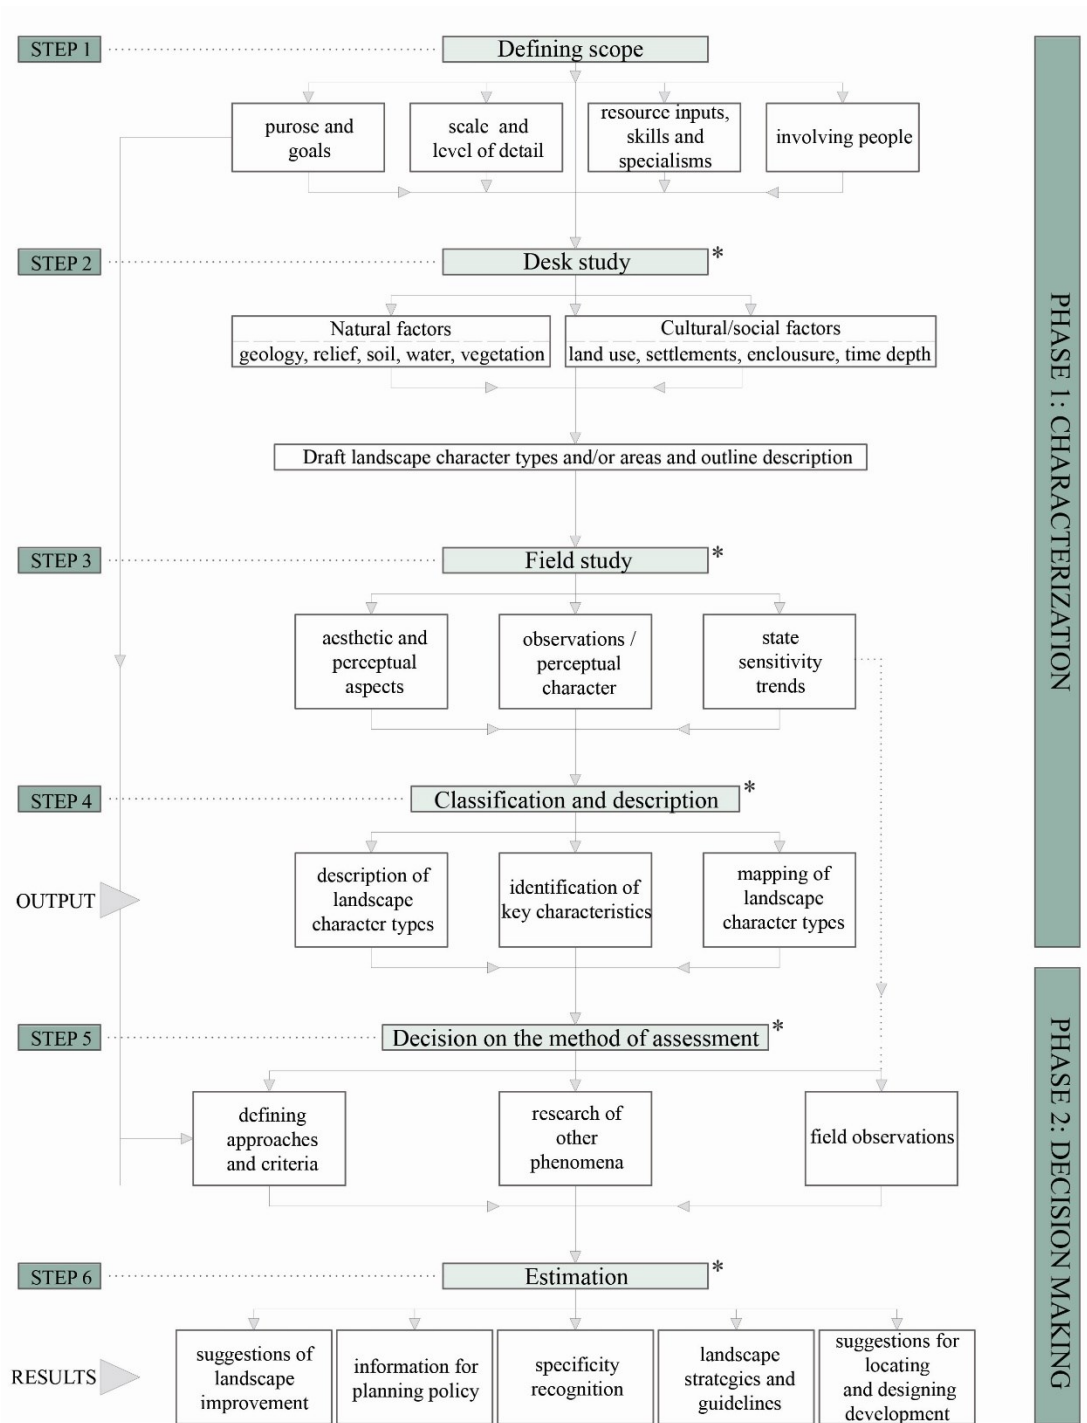 STEP 1
Defining scope
purose and
goals
scale and
level of detail
resource inputs,
skills and
specialisms
involving people
STEP 2
Desk study *
Natural factors
geology, relief, soil, water, vegetation
Cultural/social factors
land use, settlements, enclousure, time depth
Draft landscape character types and/or areas and outline description
STEP 3
Field study *
aesthetic and
perceptual
aspects
observations /
perceptual
character
state
sensitivity
trends
STEP 4
Classification and description *
OUTPUT
description of
landscape
character types
identification of
key characteristics
mapping of
landscape
character types
PHASE 1: CHARACTERIZATION
STEP 5
Decision on the method of assessment *
defining
approaches
and criteria
research of
other
phenomena
field observations
STEP 6
Estimation *
RESULTS
suggestions of
landscape
improvement
information for
planning policy
specificity
recognition
landscape
strategies and
guidelines
suggestions for
locating
and designing
development
PHASE 2: DECISION MAKING